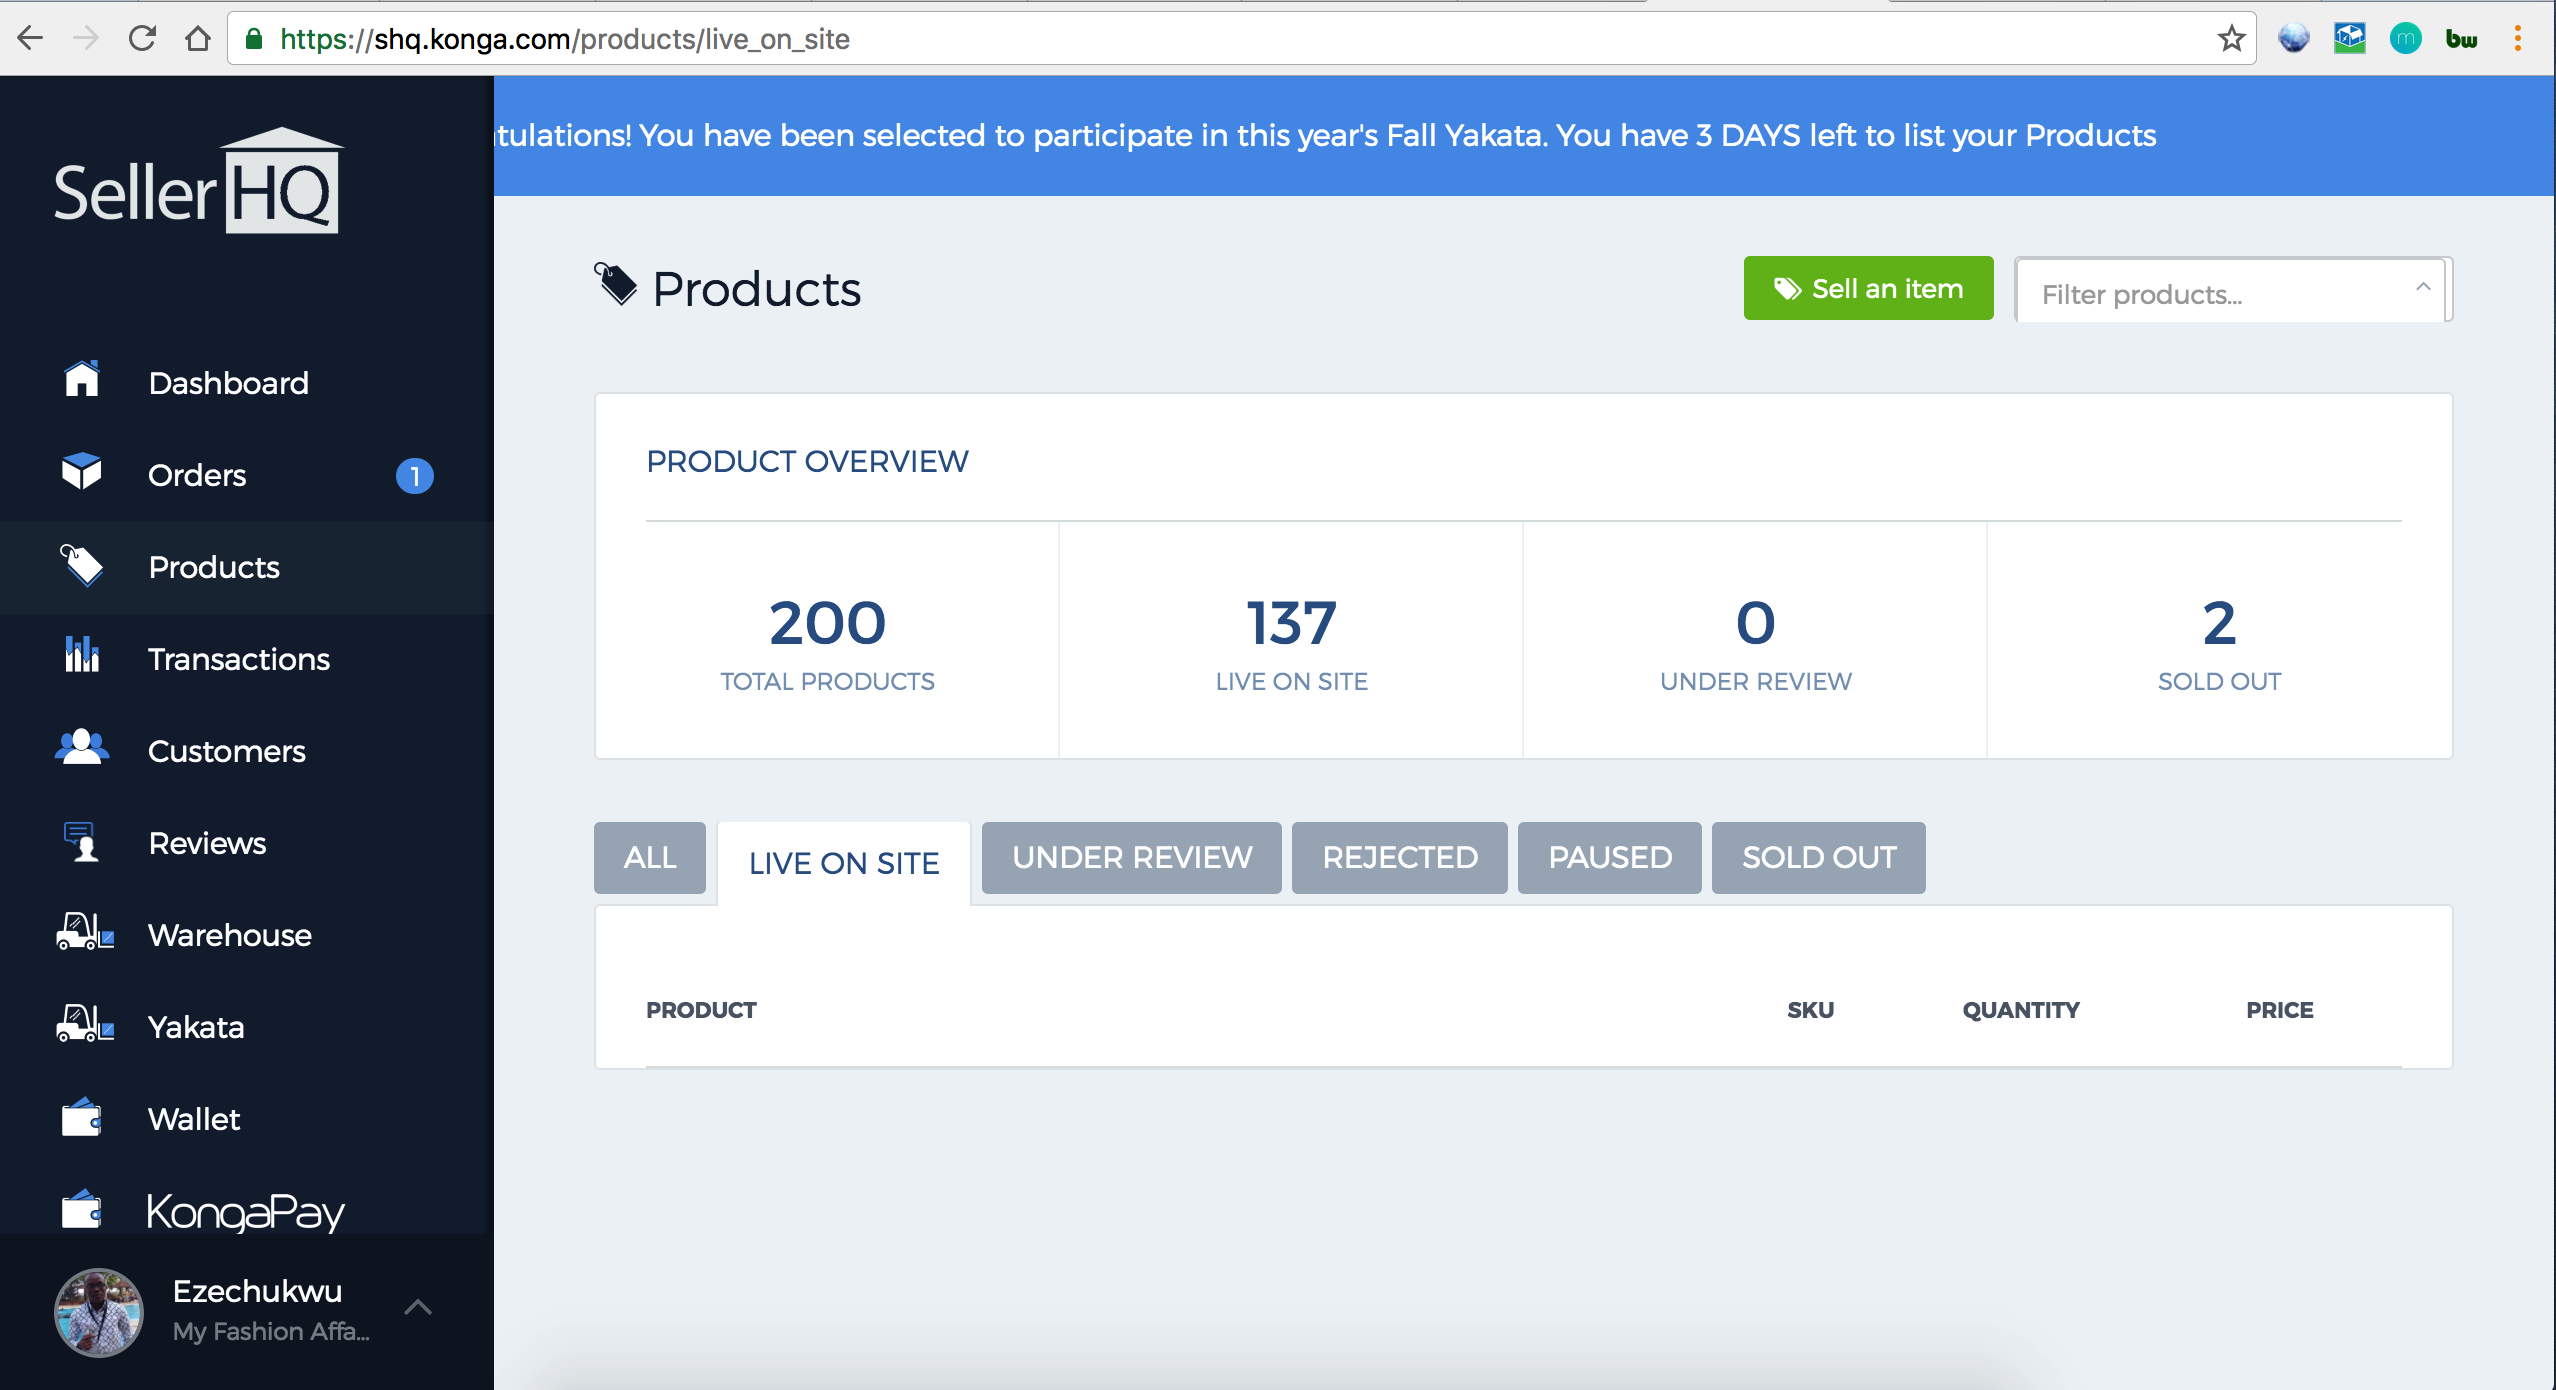 https://shq.konga.com/products/live_on_site
m
bw
SellerHQ
tulations! You have been selected to participate in this year's Fall Yakata. You have 3 DAYS left to list your Products
Products
Sell an item
Filter products...
Dashboard
Orders 1
Products
Transactions
Customers
Reviews
Warehouse
Yakata
Wallet
KongaPay
Ezechukwu
My Fashion Affa...
PRODUCT OVERVIEW
200
TOTAL PRODUCTS
137
LIVE ON SITE
0
UNDER REVIEW
2
SOLD OUT
ALL LIVE ON SITE UNDER REVIEW REJECTED PAUSED SOLD OUT
PRODUCT SKU QUANTITY PRICE